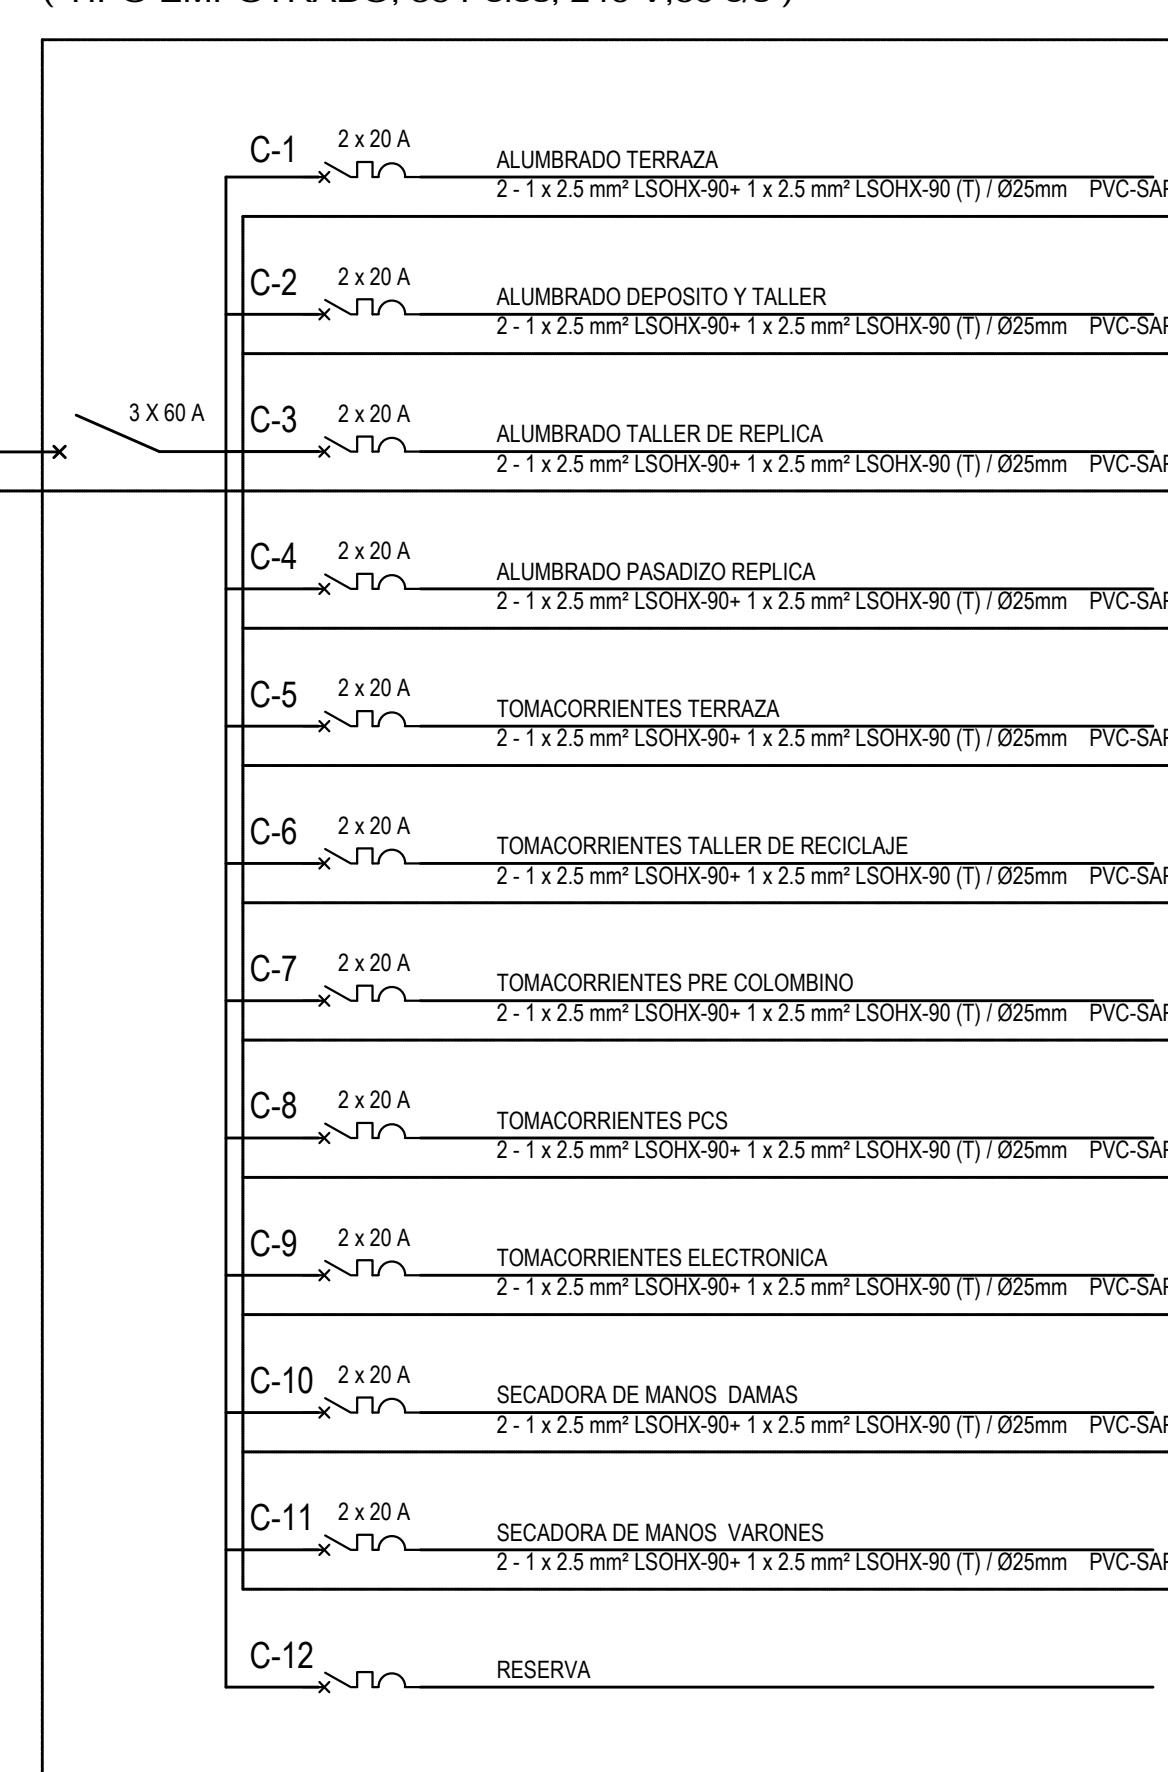 C-1 2 x 20 A
ALUMBRADO TERRAZA
2 - 1 x 2.5 mm² LSOHX-90+ 1 x 2.5 mm² LSOHX-90 (T) / Ø25mm PVC-SAP
C-2 2 x 20 A
ALUMBRADO DEPOSITO Y TALLER
2 - 1 x 2.5 mm² LSOHX-90+ 1 x 2.5 mm² LSOHX-90 (T) / Ø25mm PVC-SAP
3 X 60 A
C-3 2 x 20 A
ALUMBRADO TALLER DE REPLICA
2 - 1 x 2.5 mm² LSOHX-90+ 1 x 2.5 mm² LSOHX-90 (T) / Ø25mm PVC-SAP
C-4 2 x 20 A
ALUMBRADO PASADIZO REPLICA
2 - 1 x 2.5 mm² LSOHX-90+ 1 x 2.5 mm² LSOHX-90 (T) / Ø25mm PVC-SAP
C-5 2 x 20 A
TOMACORRIENTES TERRAZA
2 - 1 x 2.5 mm² LSOHX-90+ 1 x 2.5 mm² LSOHX-90 (T) / Ø25mm PVC-SAP
C-6 2 x 20 A
TOMACORRIENTES TALLER DE RECICLAJE
2 - 1 x 2.5 mm² LSOHX-90+ 1 x 2.5 mm² LSOHX-90 (T) / Ø25mm PVC-SAP
C-7 2 x 20 A
TOMACORRIENTES PRE COLOMBINO
2 - 1 x 2.5 mm² LSOHX-90+ 1 x 2.5 mm² LSOHX-90 (T) / Ø25mm PVC-SAP
C-8 2 x 20 A
TOMACORRIENTES PCS
2 - 1 x 2.5 mm² LSOHX-90+ 1 x 2.5 mm² LSOHX-90 (T) / Ø25mm PVC-SAP
C-9 2 x 20 A
TOMACORRIENTES ELECTRONICA
2 - 1 x 2.5 mm² LSOHX-90+ 1 x 2.5 mm² LSOHX-90 (T) / Ø25mm PVC-SAP
C-10 2 x 20 A
SECADORA DE MANOS DAMAS
2 - 1 x 2.5 mm² LSOHX-90+ 1 x 2.5 mm² LSOHX-90 (T) / Ø25mm PVC-SAP
C-11 2 x 20 A
SECADORA DE MANOS VARONES
2 - 1 x 2.5 mm² LSOHX-90+ 1 x 2.5 mm² LSOHX-90 (T) / Ø25mm PVC-SAP
C-12
RESERVA